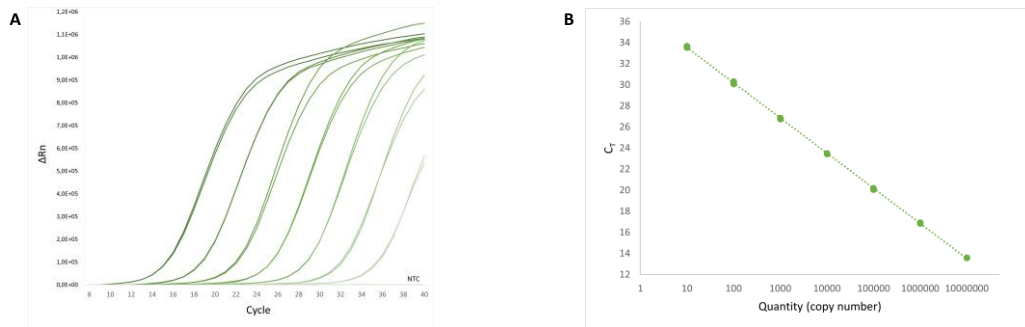 A
1,2E+06
1,2E+06
1,0E+06
9,0E+05
8,0E+05
7,0E+05
6,0E+05
5,0E+05
4,0E+05
3,0E+05
2,0E+05
1,0E+05
0,0E+00
ΔRn
NTC
8 10 12 14 16 18 20 22 24 26 28 30 32 34 36 38 40
Cycle
B
36
34
32
30
28
26
24
22
20
18
16
14
12
CT
1 10 100 1000 10000 100000 1000000 10000000
Quantity (copy number)